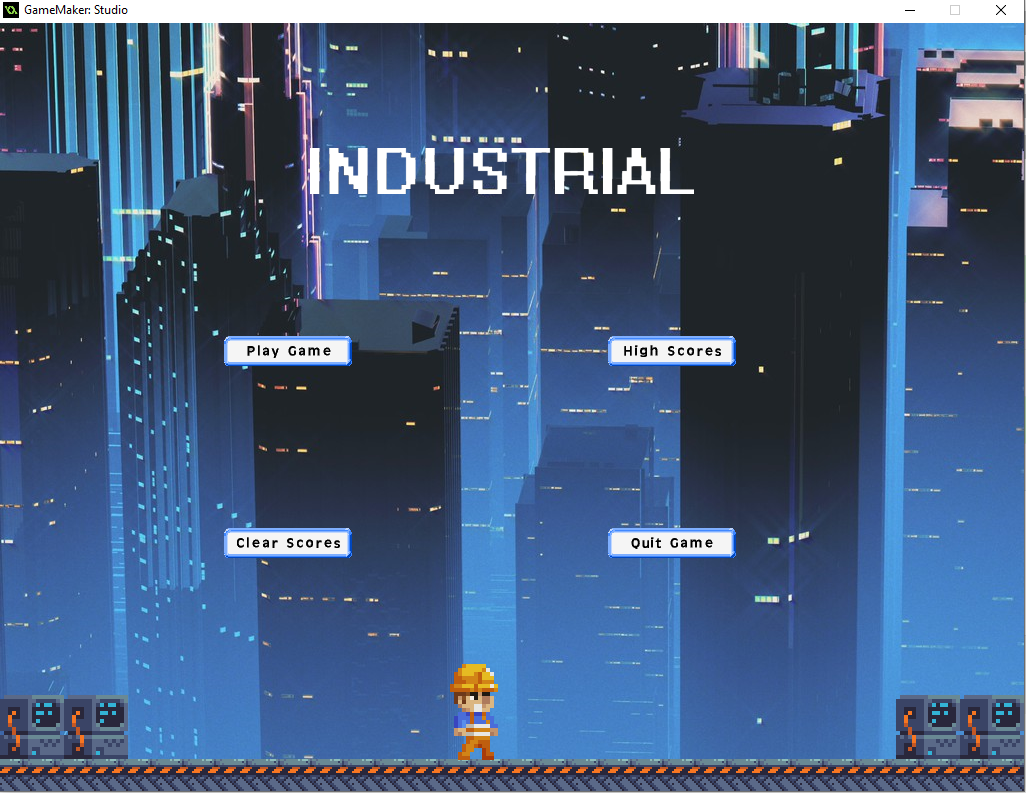 GameMaker: Studio
INDUSTRIAL
Play Game
High Scores
Clear Scores
Quit Game